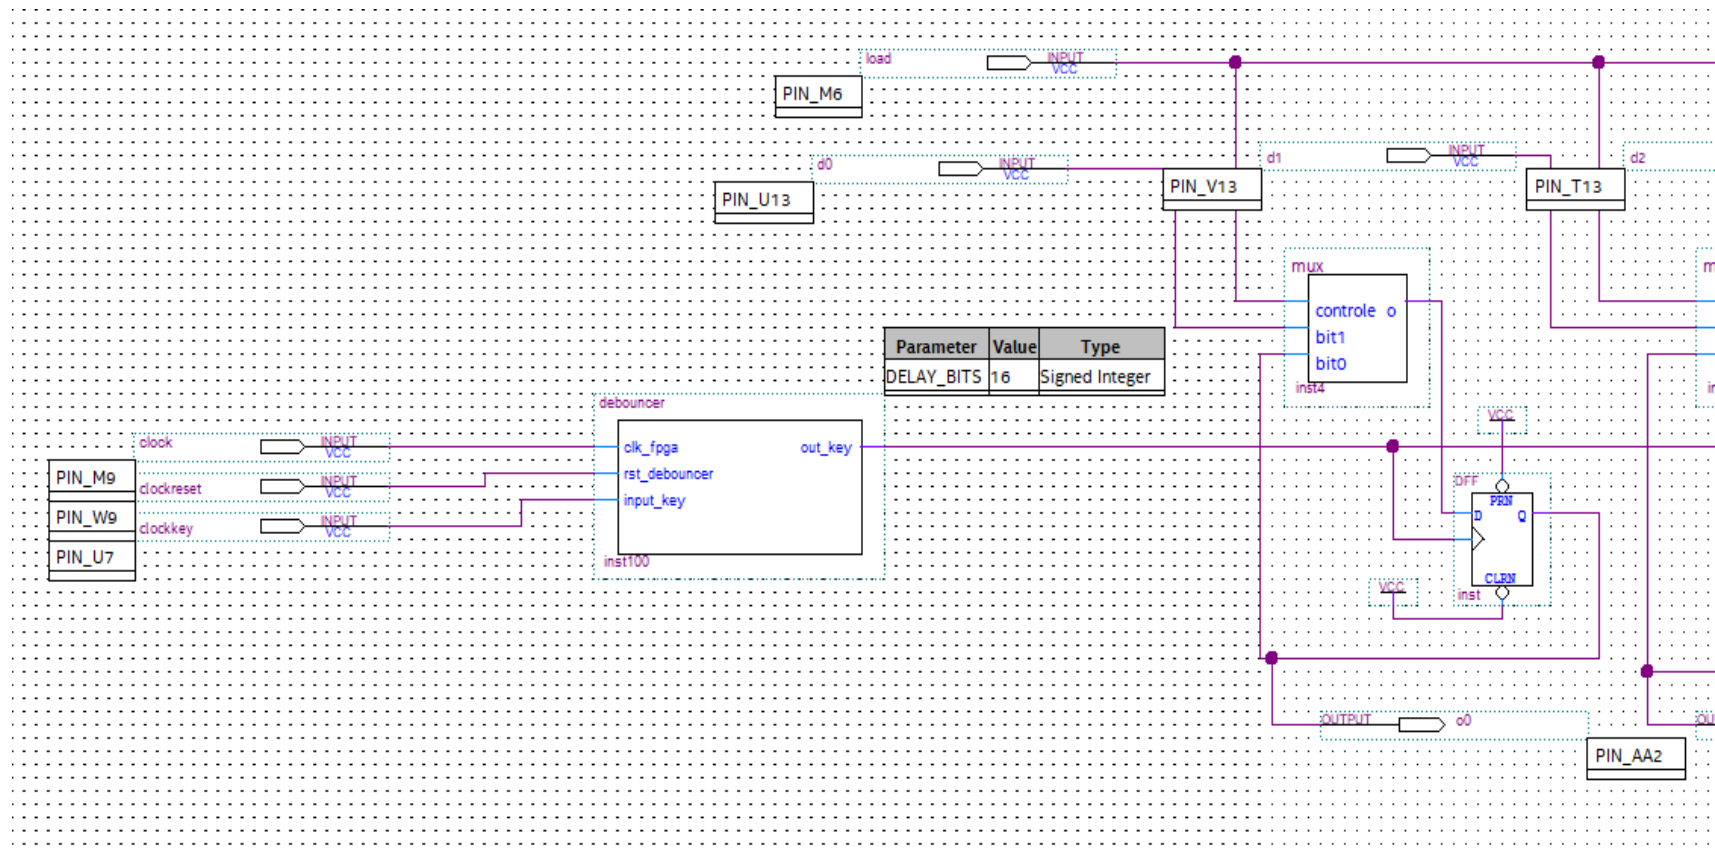 load
INPUT
VCC
PIN_M6
d0
INPUT
VCC
PIN_U13
d1
INPUT
VCC
PIN_V13
PIN_T13
d2
mux
controle o
bit1
bit0
inst4
Parameter Value Type
DELAY_BITS 16 Signed Integer
debouncer
clk_fpga out_key
rst_debouncer
input_key
inst100
clock
INPUT
VCC
clockreset
INPUT
VCC
clockkey
INPUT
VCC
PIN_M9
PIN_W9
PIN_U7
VCC
DFF
PRN
D Q
CLRN
inst
VCC
OUTPUT o0
PIN_AA2